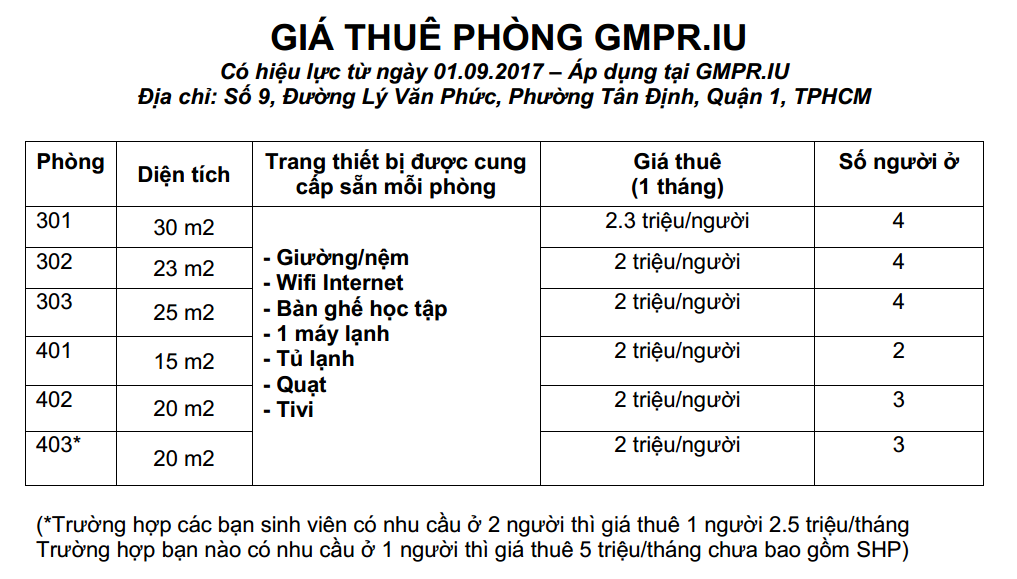 GIÁ THUÊ PHÒNG GMPR.IU
Có hiệu lực từ ngày 01.09.2017 – Áp dụng tại GMPR.IU
Địa chỉ: Số 9, Đường Lý Văn Phức, Phường Tân Định, Quận 1, TPHCM
Phòng Diện tích Trang thiết bị được cung cấp sẵn mỗi phòng Giá thuê (1 tháng) Số người ở
301 30 m2 2.3 triệu/người 4
302 23 m2 2 triệu/người 4
303 25 m2 2 triệu/người 4
401 15 m2 2 triệu/người 2
402 20 m2 2 triệu/người 3
403* 20 m2 2 triệu/người 3
- Giường/nệm
- Wifi Internet
- Bàn ghế học tập
- 1 máy lạnh
- Tủ lạnh
- Quạt
- Tivi
(*Trường hợp các bạn sinh viên có nhu cầu ở 2 người thì giá thuê 1 người 2.5 triệu/tháng
Trường hợp bạn nào có nhu cầu ở 1 người thì giá thuê 5 triệu/tháng chưa bao gồm SHP)